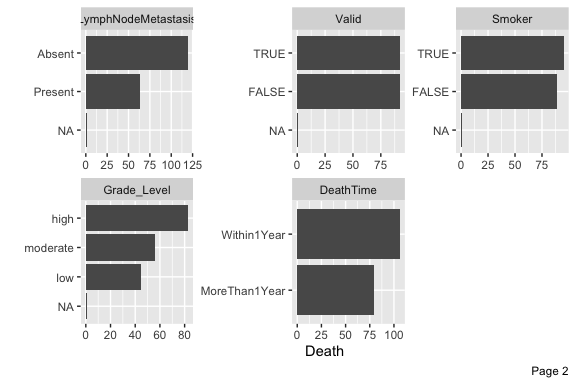 LymphNodeMetastasis
Absent
Present
NA
0 25 50 75 100 125
Valid
TRUE
FALSE
NA
0 25 50 75
Smoker
TRUE
FALSE
NA
0 25 50 75
Grade_Level
high
moderate
low
NA
0 20 40 60 80
DeathTime
Within1Year
MoreThan1Year
0 25 50 75 100
Death
Page 2